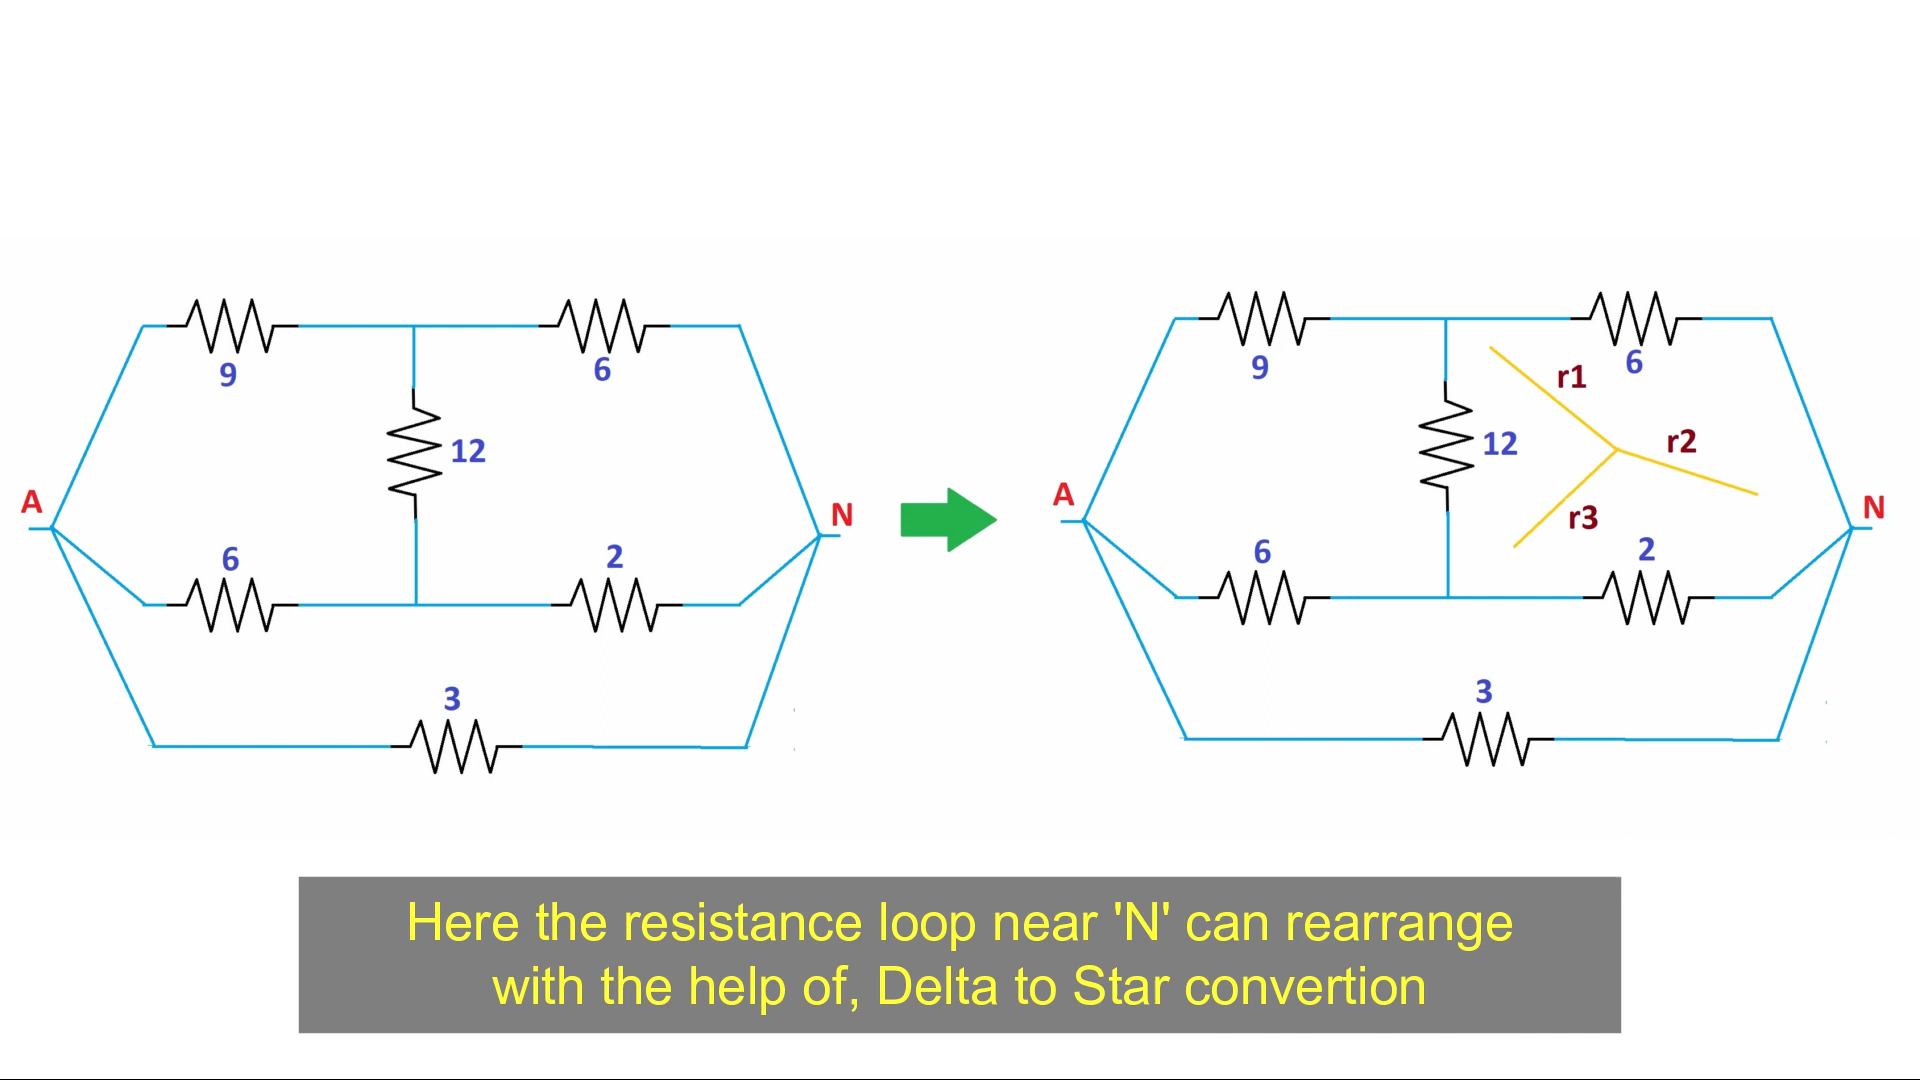 9
6
12
A
N
6
2
3
9
6
r1
12
r2
A
N
r3
6
2
3
Here the resistance loop near 'N' can rearrange
with the help of, Delta to Star convertion